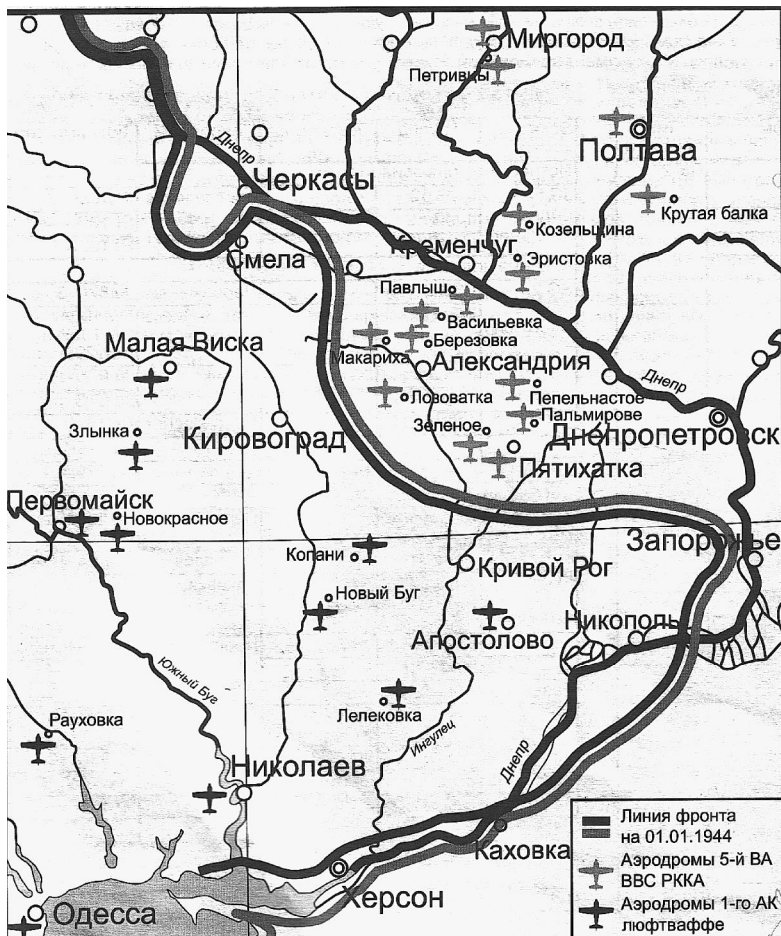 Миргород
Петривцы
Полтава
Днепр
Черкасы
Крутая балка
Козельщина
Кременчуг
Смела
Эристовка
Павлыш
Васильевка
Березовка
Макариха
Малая Виска
Александрия
Днепр
Пепельнастое
Лозоватка
Пальмирове
Злынка
Кировоград
Зеленое
Днепропетровск
Пятихатка
Первомайск
Новокрасное
Запорожье
Копани
Кривой Рог
Новый Буг
Никополь
Апостолово
Южный Буг
Лелековка
Рауховка
Ингулец
Днепр
Николаев
Каховка
Херсон
Одесса
Линия фронта
на 01.01.1944
Аэродромы 5-й ВА
ВВС РККА
Аэродромы 1-го АК
люфтваффе